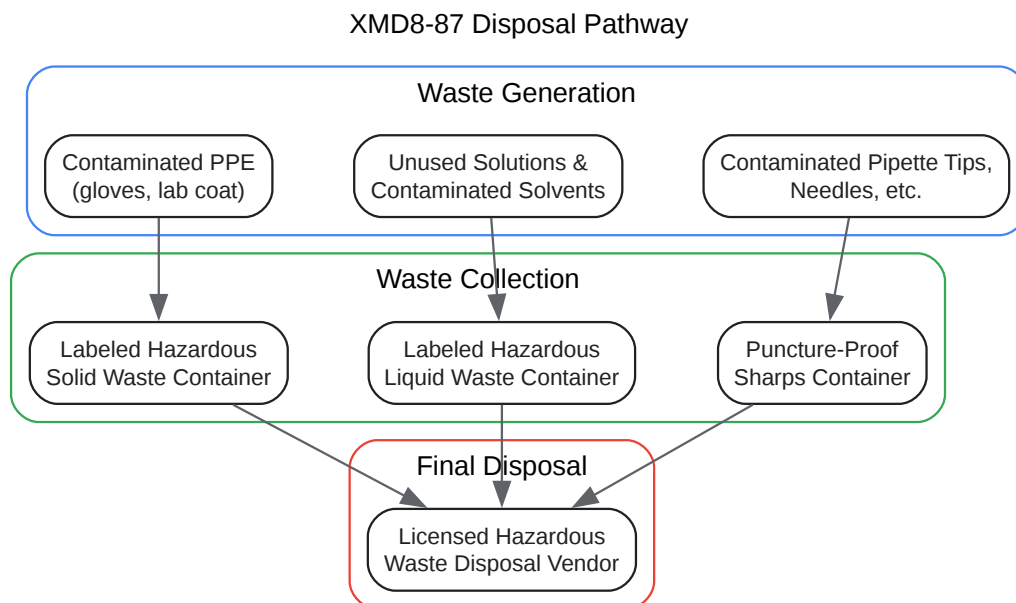 XMD8-87 Disposal Pathway
Waste Generation
Contaminated PPE
(gloves, lab coat)
Unused Solutions &
Contaminated Solvents
Contaminated Pipette Tips,
Needles, etc.
Waste Collection
Labeled Hazardous
Solid Waste Container
Labeled Hazardous
Liquid Waste Container
Puncture-Proof
Sharps Container
Final Disposal
Licensed Hazardous
Waste Disposal Vendor